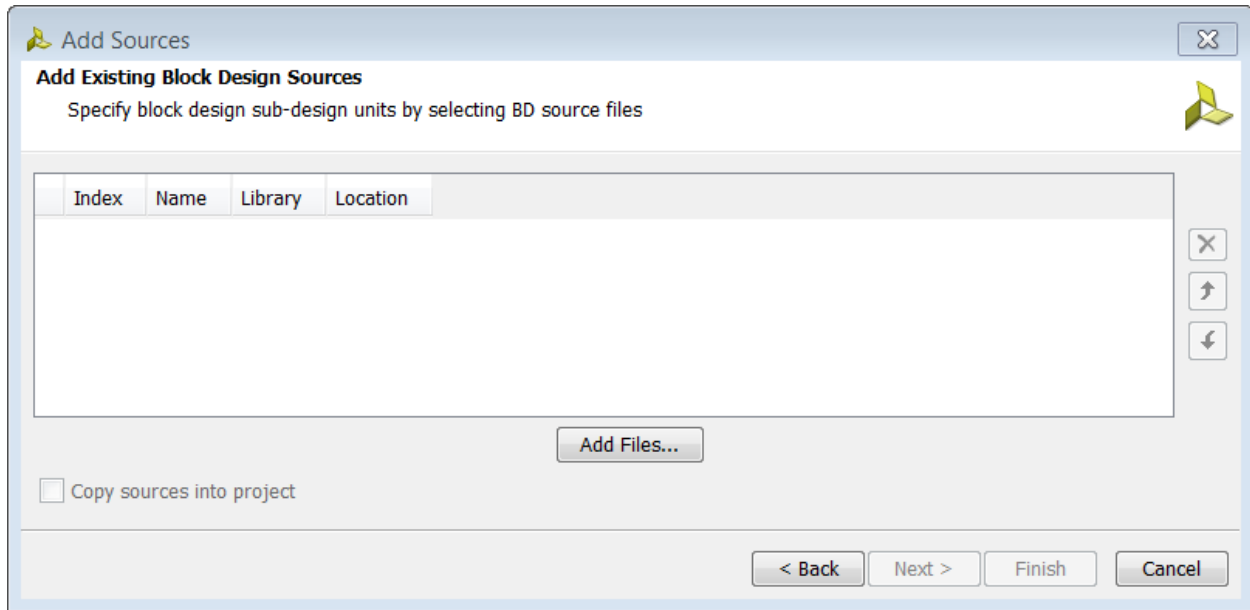 Add Sources
Add Existing Block Design Sources
Specify block design sub-design units by selecting BD source files
Index Name Library Location
Add Files...
Copy sources into project
< Back Next > Finish Cancel